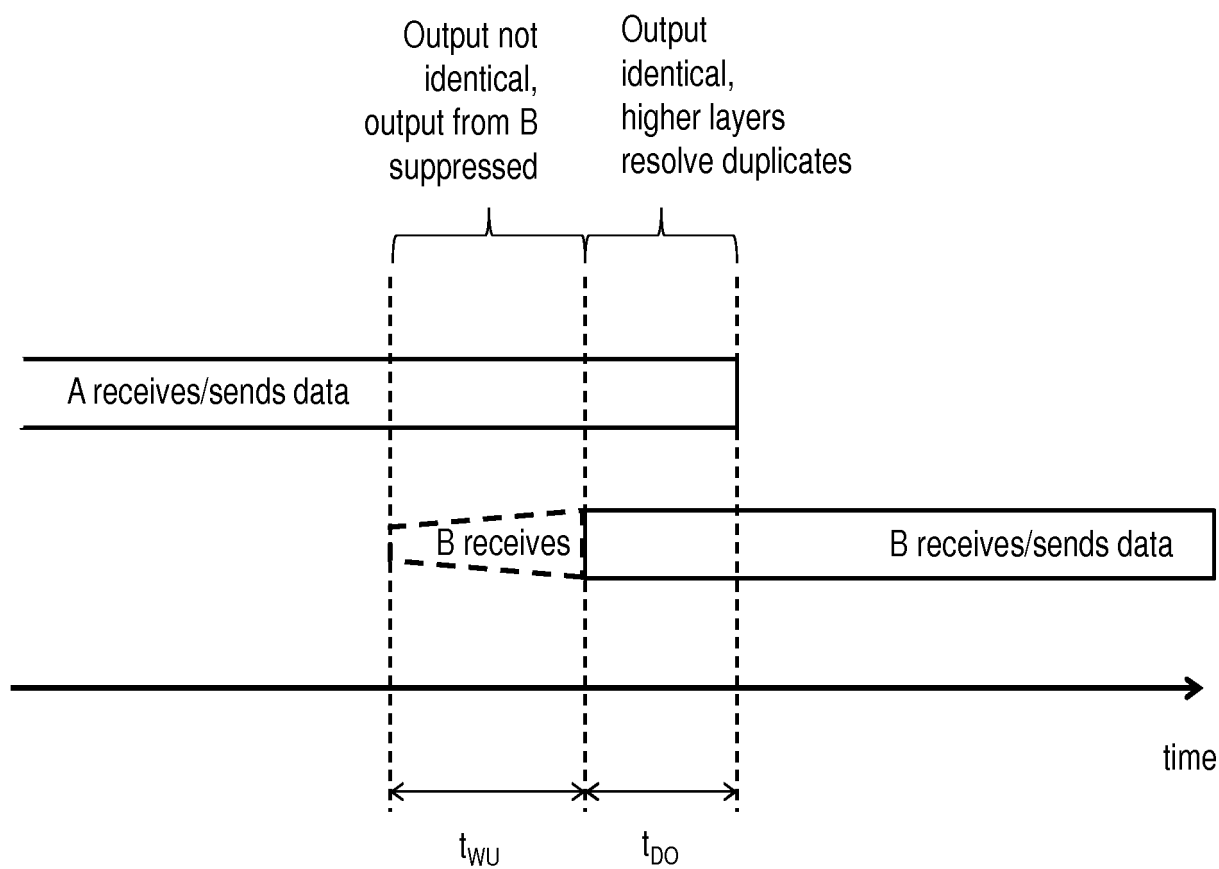 Output not
identical,
output from B
suppressed
Output
identical,
higher layers
resolve duplicates
A receives/sends data
B receives
B receives/sends data
time
tWU
tDO